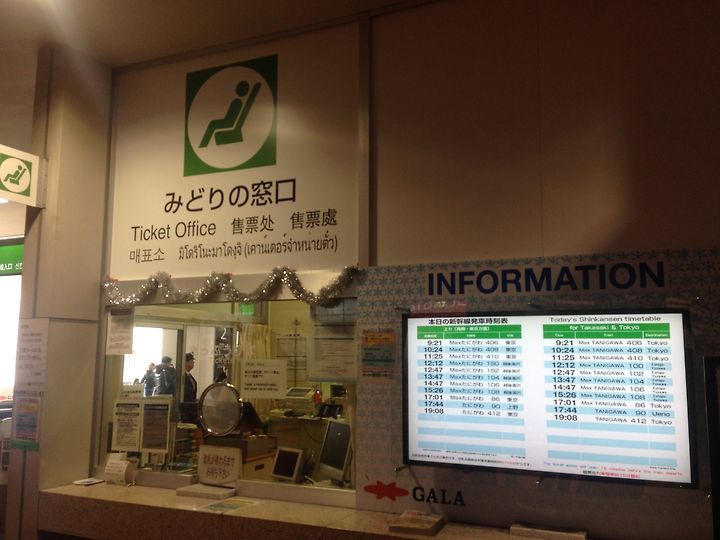 みどりの窓口
Ticket Office 售票处 售票處
매표소 มิโดริโนะมาโดงุจิ (เคาน์เตอร์จำหน่ายตั๋ว)
INFORMATION
本日の新幹線発車時刻表
上り(高崎・東京方面)
9:21 Maxたにがわ 406 東京
10:24 Maxたにがわ 408 東京
11:25 Maxたにがわ 410 東京
12:12 Maxたにがわ 100
12:47 Maxたにがわ 102
13:47 Maxたにがわ 104
14:47 Maxたにがわ 106
15:26 Maxたにがわ 108
17:01 Maxたにがわ 86 東京
17:44 たにがわ 90 上野
19:08 たにがわ 412 東京
Today's Shinkansen timetable
for Takasaki & Tokyo
Time Train Destination
9:21 Max TANIGAWA 406 Tokyo
10:24 Max TANIGAWA 408 Tokyo
11:25 Max TANIGAWA 410 Tokyo
12:12 Max TANIGAWA 100
12:47 Max TANIGAWA 102
13:47 Max TANIGAWA 104
14:47 Max TANIGAWA 106
15:26 Max TANIGAWA 108
17:01 Max TANIGAWA 86 Tokyo
17:44 TANIGAWA 90 Ueno
19:08 TANIGAWA 412 Tokyo
GALA